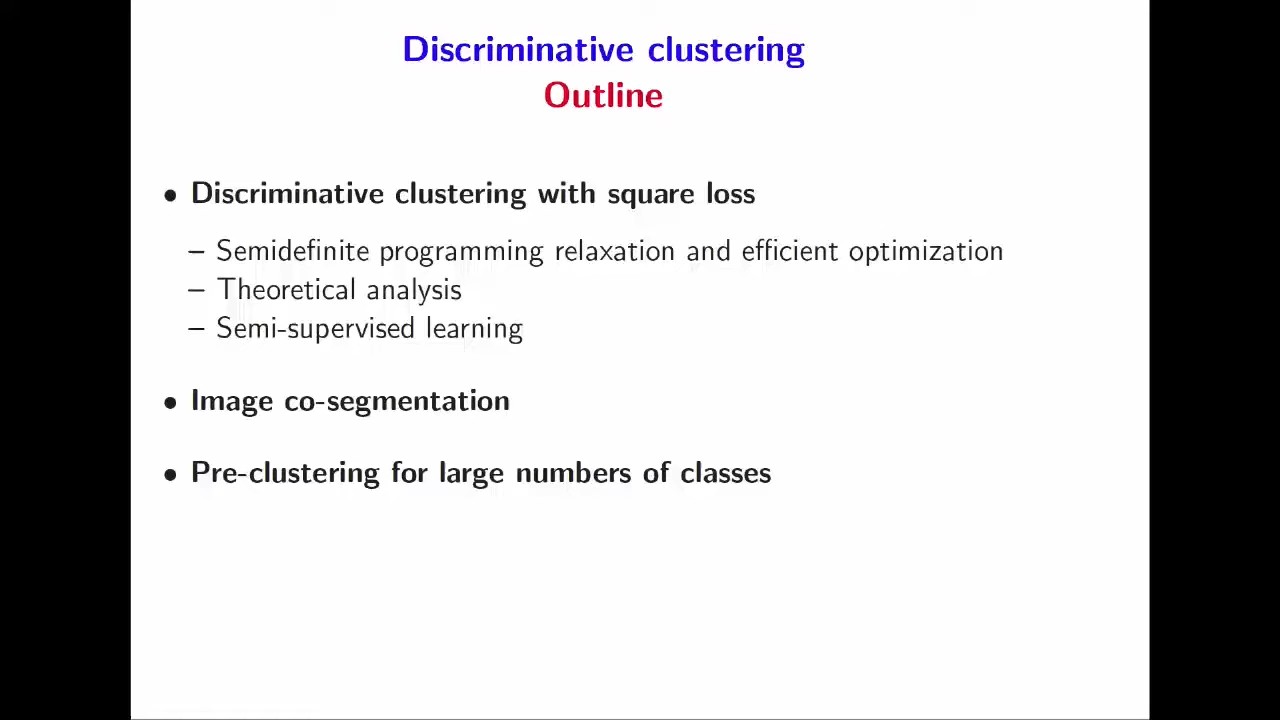 Discriminative clustering
Outline
• Discriminative clustering with square loss
– Semidefinite programming relaxation and efficient optimization
– Theoretical analysis
– Semi-supervised learning
• Image co-segmentation
• Pre-clustering for large numbers of classes